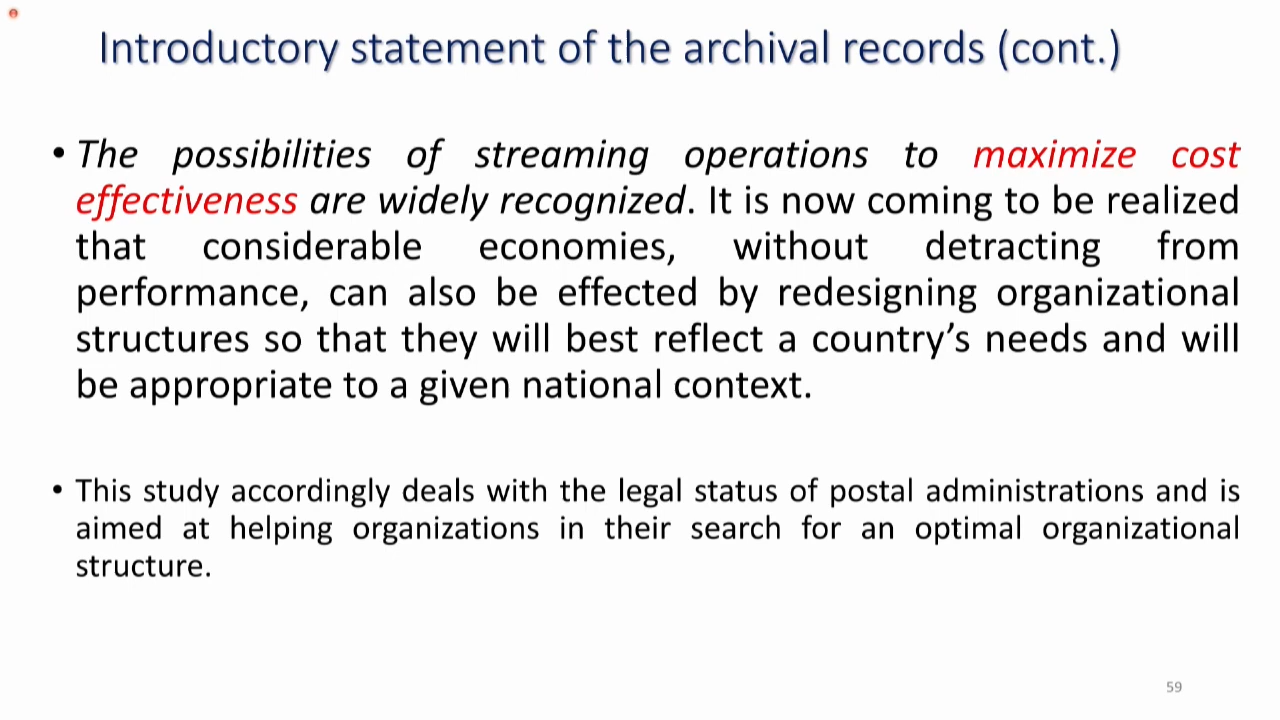 Introductory statement of the archival records (cont.)
• The possibilities of streaming operations to maximize cost
effectiveness are widely recognized. It is now coming to be realized
that considerable economies, without detracting from
performance, can also be effected by redesigning organizational
structures so that they will best reflect a country’s needs and will
be appropriate to a given national context.
• This study accordingly deals with the legal status of postal administrations and is
aimed at helping organizations in their search for an optimal organizational
structure.
59